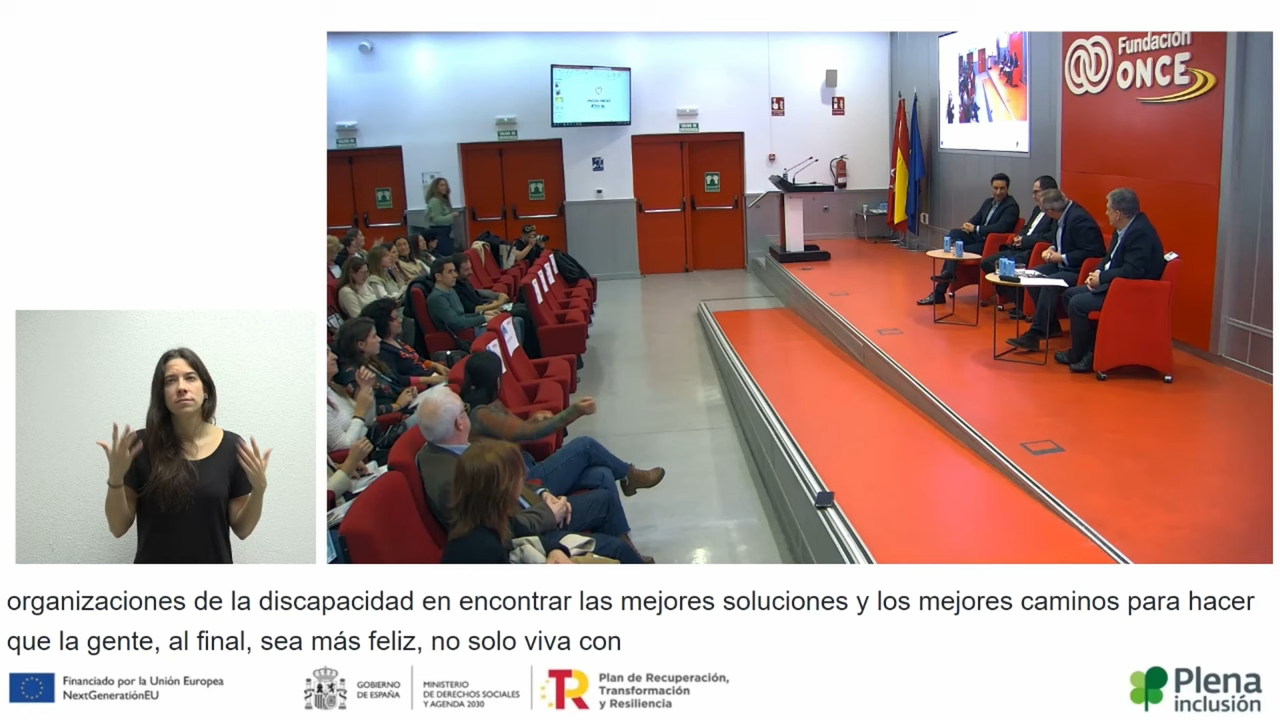 Fundación
ONCE
organizaciones de la discapacidad en encontrar las mejores soluciones y los mejores caminos para hacer
que la gente, al final, sea más feliz, no solo viva con
Financiado por la Unión Europea
NextGenerationEU
GOBIERNO
DE ESPAÑA
MINISTERIO
DE DERECHOS SOCIALES
Y AGENDA 2030
TR
Plan de Recuperación,
Transformación
y Resiliencia
Plena
inclusión